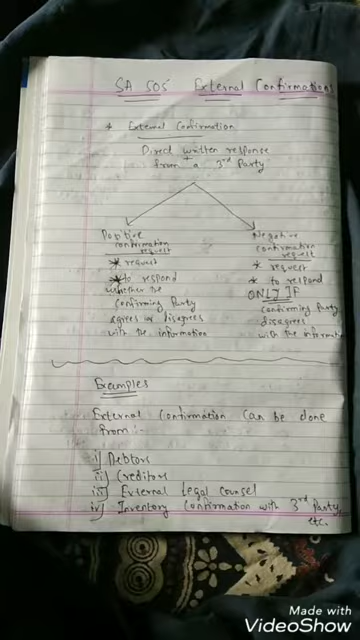 SA 505 External Confirmations
* External Confirmation
Direct written response
from a 3rd Party
Positive
confirmation
request
* request
* to respond
whether the
confirming Party
agrees or disagrees
with the information
Negative
confirmation
request
* request
* to respond
ONLY IF
confirming Party
disagrees
with the information
Examples
External Confirmation can be done
from:-
i) Debtors
ii) Creditors
iii) External Legal Counsel
iv) Inventory Confirmation with 3rd Party,
etc.
Made with
VideoShow